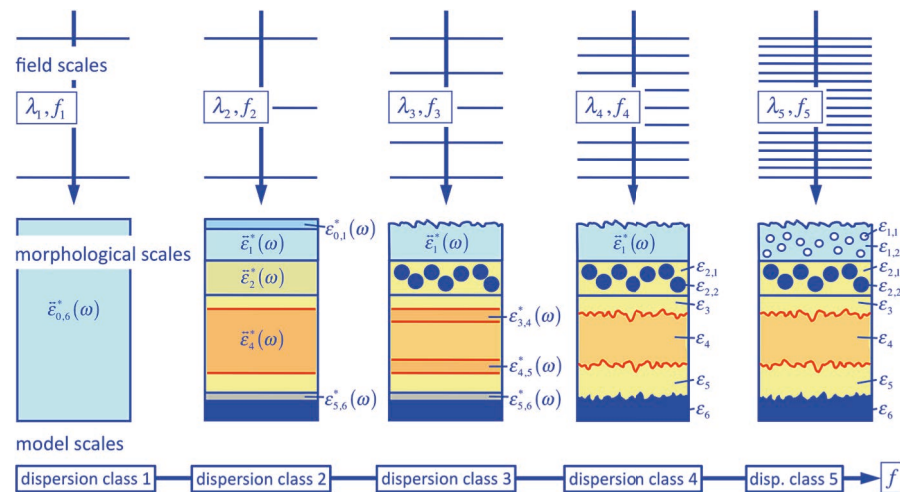 field scales
λ₁, f₁
λ₂, f₂
λ₃, f₃
λ₄, f₄
λ₅, f₅
morphological scales
ε̈*₀,₆(ω)
ε*₀,₁(ω)
ε̈*₁(ω)
ε̈*₂(ω)
ε̈*₄(ω)
ε*₅,₆(ω)
ε̈*₁(ω)
ε*₃,₄(ω)
ε*₄,₅(ω)
ε*₅,₆(ω)
ε̈*₁(ω)
ε₂,₁
ε₂,₂
ε₃
ε₄
ε₅
ε₆
ε₁,₁
ε₁,₂
ε₂,₁
ε₂,₂
ε₃
ε₄
ε₅
ε₆
model scales
dispersion class 1
dispersion class 2
dispersion class 3
dispersion class 4
disp. class 5
f